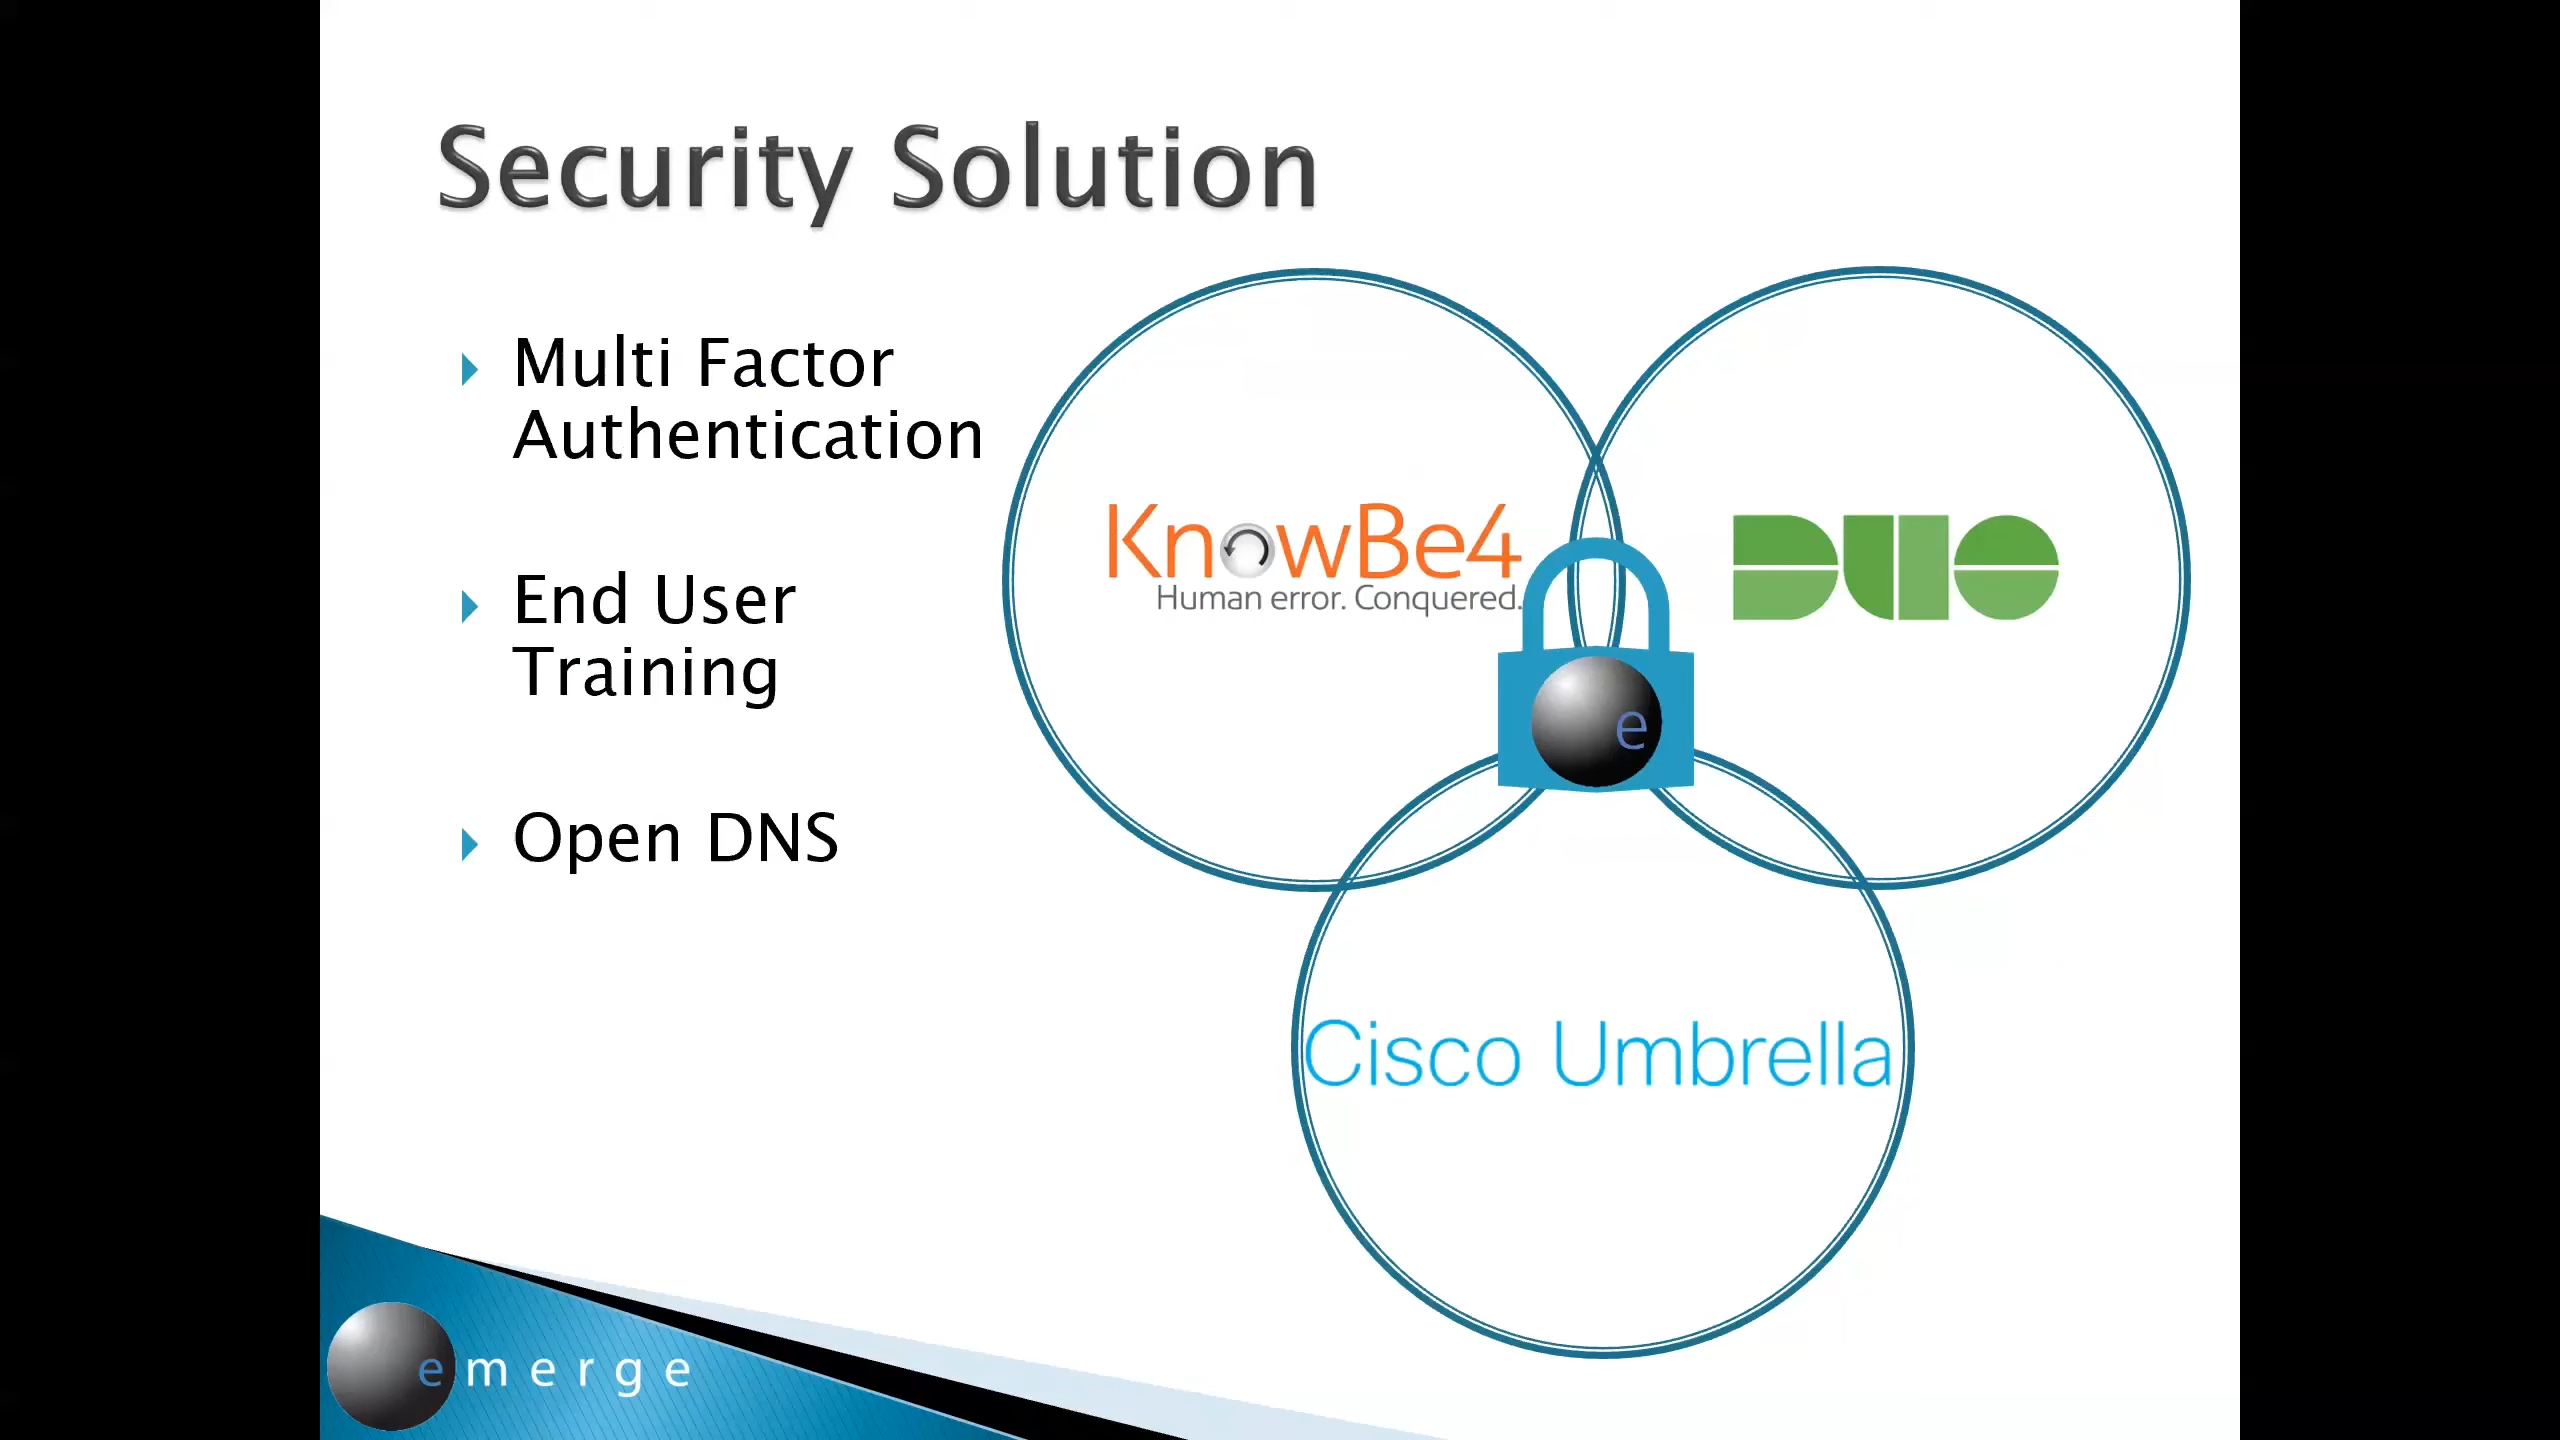 Security Solution
Multi Factor
Authentication
End User
Training
Open DNS
KnowBe4
Human error. Conquered.
DUO
e
Cisco Umbrella
emerge